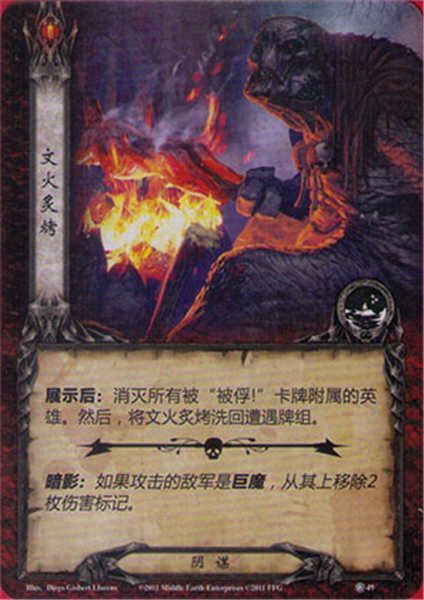 文火炙烤
展示后：消灭所有被“被俘!”卡牌附属的英
雄。然后，将文火炙烤洗回遭遇牌组。
暗影：如果攻击的敌军是巨魔，从其上移除2
枚伤害标记。
阴谋
Illus. Diego Gisbert Llorens ©2011 Middle Earth Enterprises ©2011 FFG 49